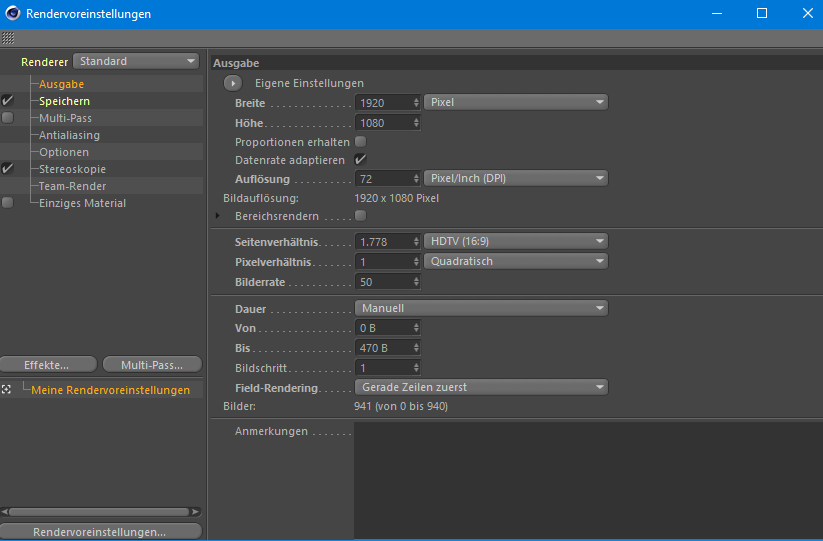 Rendervoreinstellungen
Renderer Standard
Ausgabe
Speichern
Multi-Pass
Antialiasing
Optionen
Stereoskopie
Team-Render
Einziges Material
Effekte...
Multi-Pass...
Meine Rendervoreinstellungen
Rendervoreinstellungen...
Ausgabe
Eigene Einstellungen
Breite 1920 Pixel
Höhe 1080
Proportionen erhalten
Datenrate adaptieren
Auflösung 72 Pixel/Inch (DPI)
Bildauflösung: 1920 x 1080 Pixel
Bereichsrendern
Seitenverhältnis 1.778 HDTV (16:9)
Pixelverhältnis 1 Quadratisch
Bilderrate 50
Dauer Manuell
Von 0 B
Bis 470 B
Bildschritt 1
Field-Rendering Gerade Zeilen zuerst
Bilder: 941 (von 0 bis 940)
Anmerkungen